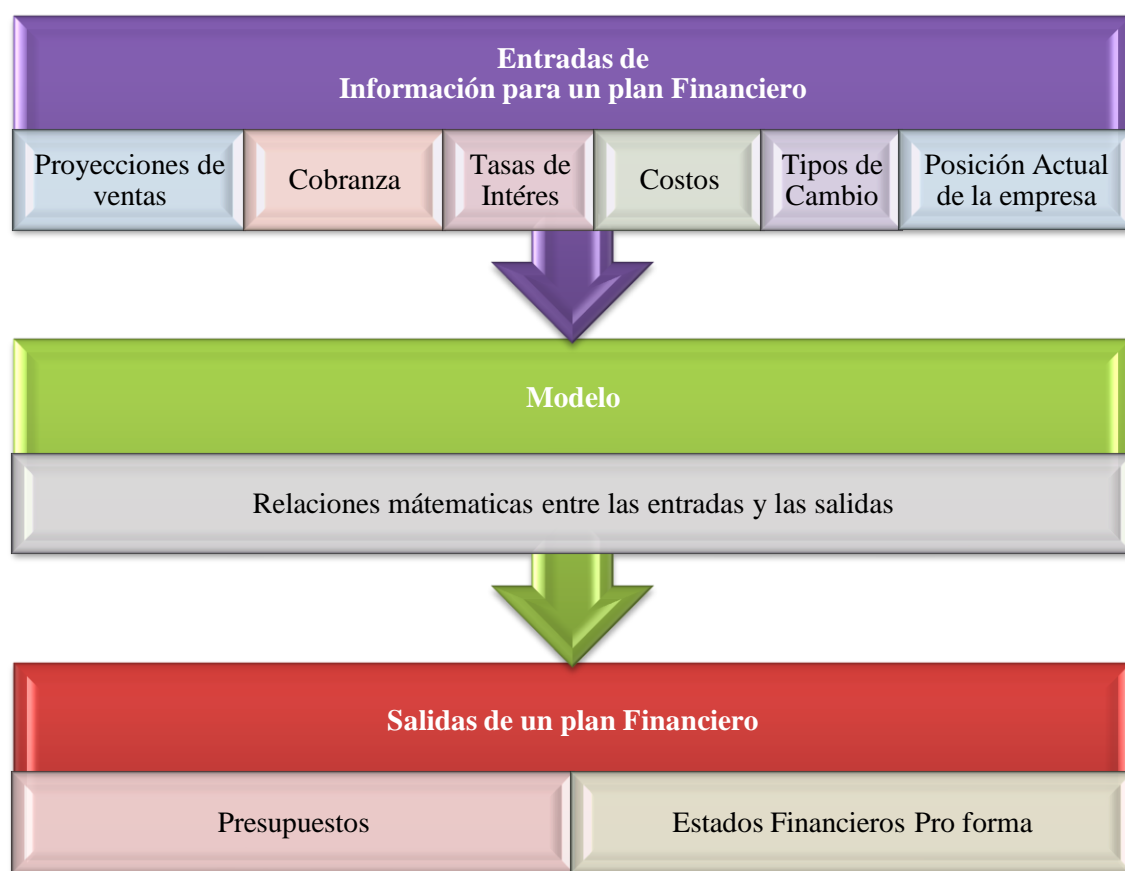 Entradas de
Información para un plan Financiero
Proyecciones de
ventas
Cobranza
Tasas de
Intéres
Costos
Tipos de
Cambio
Posición Actual
de la empresa
Modelo
Relaciones mátematicas entre las entradas y las salidas
Salidas de un plan Financiero
Presupuestos
Estados Financieros Pro forma